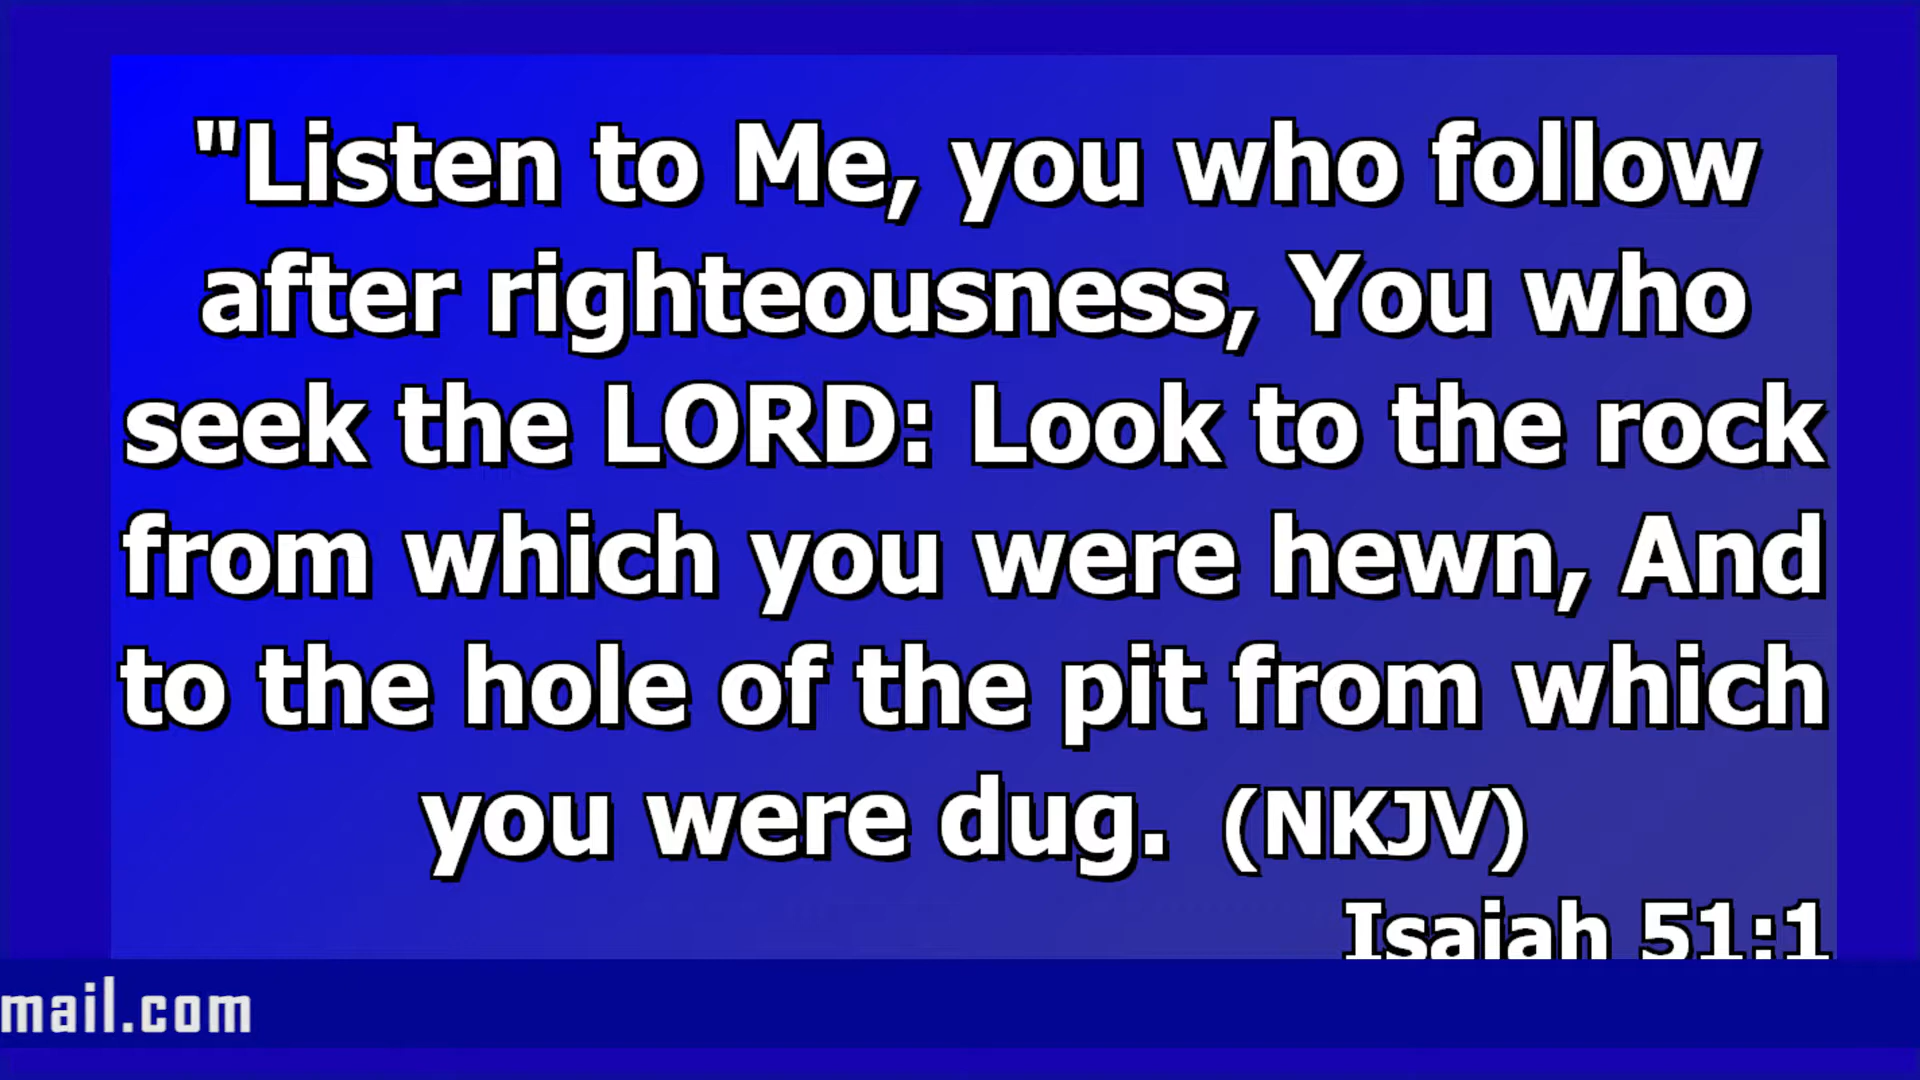 "Listen to Me, you who follow
after righteousness, You who
seek the LORD: Look to the rock
from which you were hewn, And
to the hole of the pit from which
you were dug. (NKJV)
Isaiah 51:1
mail.com